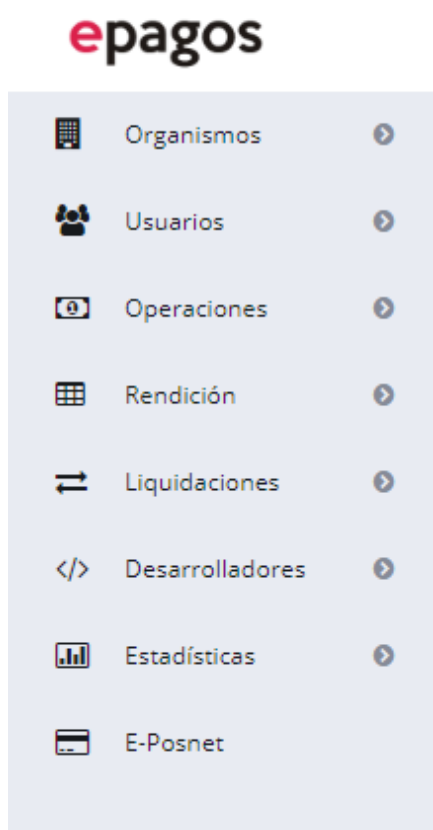 epagos
Organismos
Usuarios
Operaciones
Rendición
Liquidaciones
Desarrolladores
Estadísticas
E-Posnet